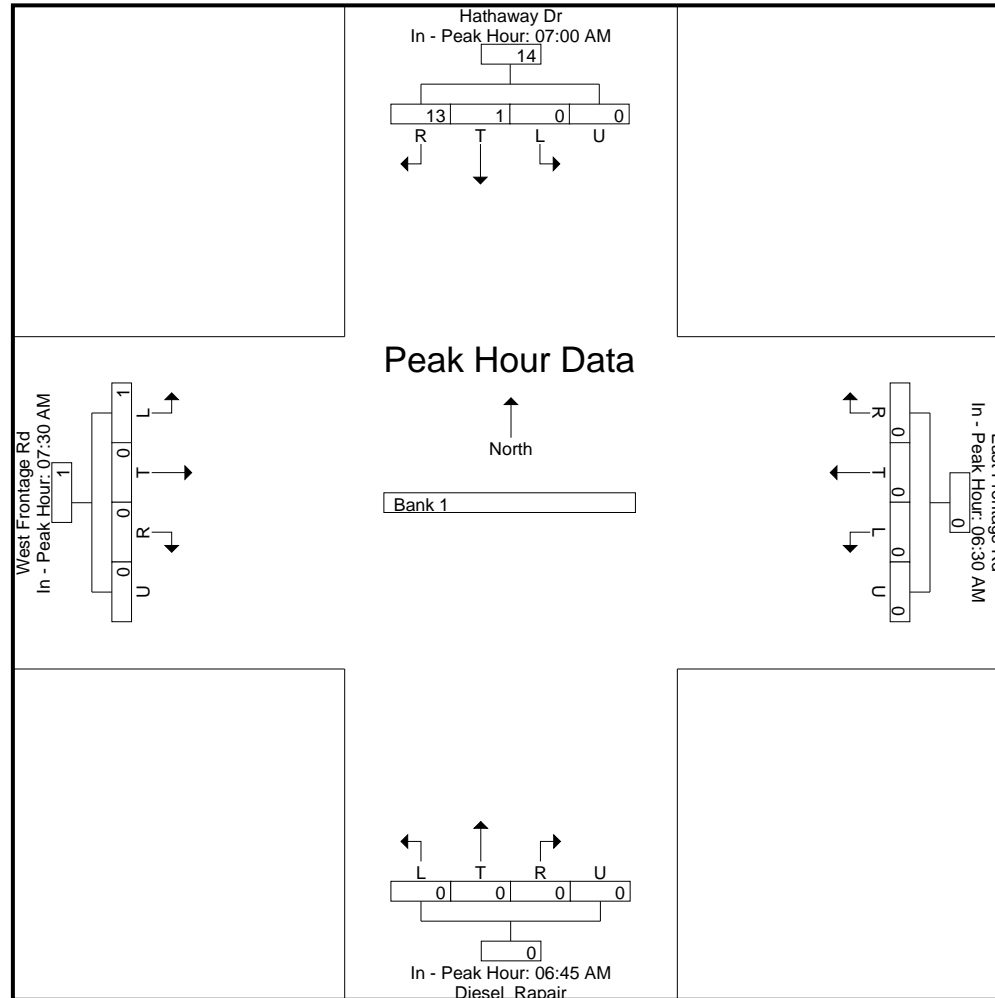 Hathaway Dr
In - Peak Hour: 07:00 AM
14
13 1 0 0
R T L U
Peak Hour Data
North
Bank 1
West Frontage Rd
In - Peak Hour: 07:30 AM
1
1 0 0 0
L T R U
In - Peak Hour: 06:30 AM
0
0 0 0 0
R T L U
L T R U
0 0 0 0
0
In - Peak Hour: 06:45 AM
Diesel Rapair